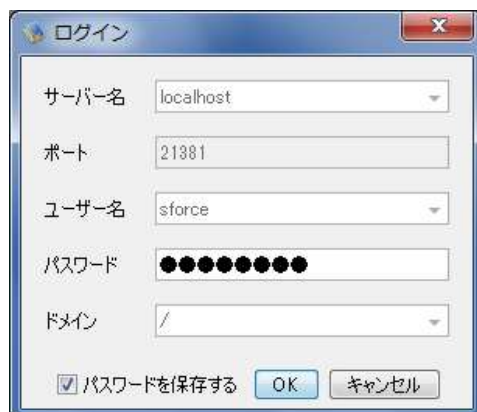 ログイン
サーバー名 localhost
ポート 21381
ユーザー名 sforce
パスワード ●●●●●●●●
ドメイン /
パスワードを保存する OK キャンセル